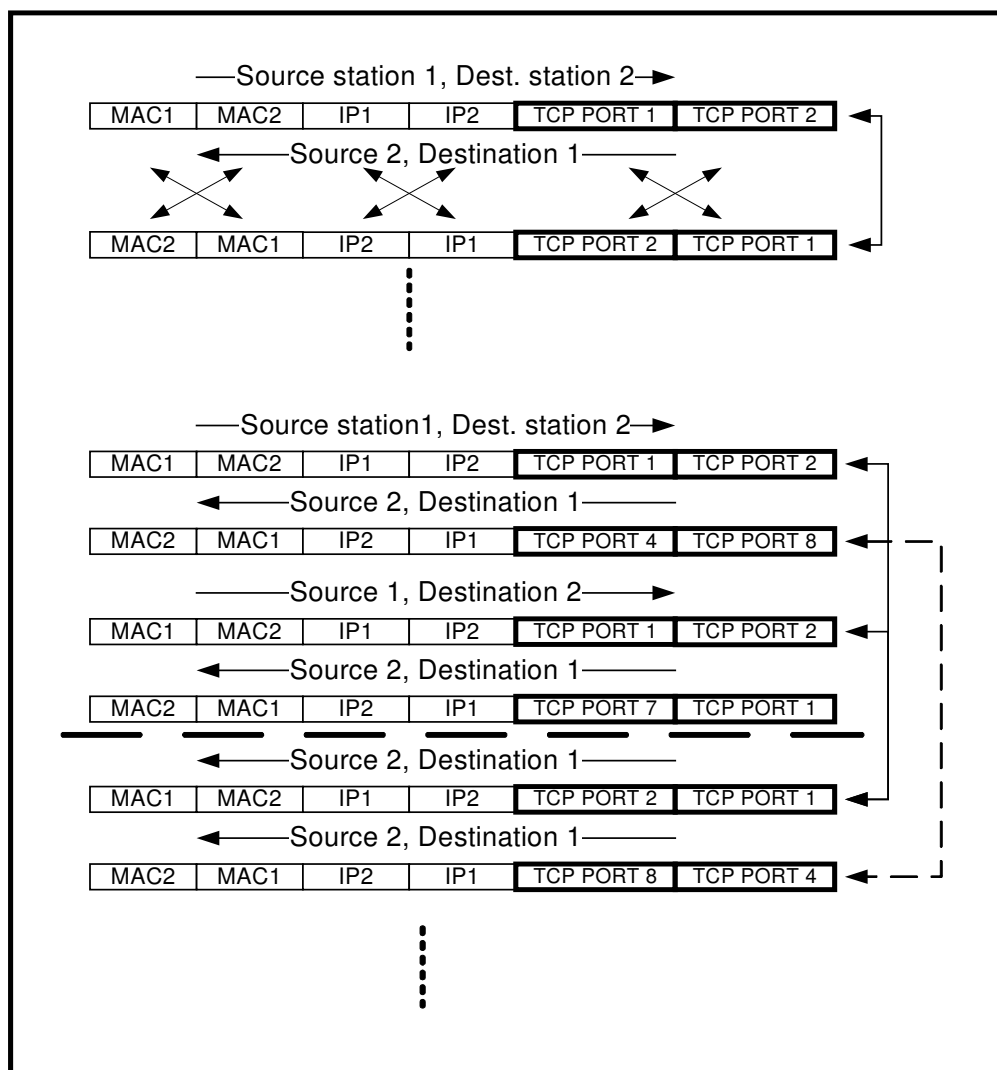 Source station 1, Dest. station 2
MAC1 MAC2 IP1 IP2 TCP PORT 1 TCP PORT 2
Source 2, Destination 1
MAC2 MAC1 IP2 IP1 TCP PORT 2 TCP PORT 1
Source station1, Dest. station 2
MAC1 MAC2 IP1 IP2 TCP PORT 1 TCP PORT 2
Source 2, Destination 1
MAC2 MAC1 IP2 IP1 TCP PORT 4 TCP PORT 8
Source 1, Destination 2
MAC1 MAC2 IP1 IP2 TCP PORT 1 TCP PORT 2
Source 2, Destination 1
MAC2 MAC1 IP2 IP1 TCP PORT 7 TCP PORT 1
Source 2, Destination 1
MAC1 MAC2 IP1 IP2 TCP PORT 2 TCP PORT 1
Source 2, Destination 1
MAC2 MAC1 IP2 IP1 TCP PORT 8 TCP PORT 4